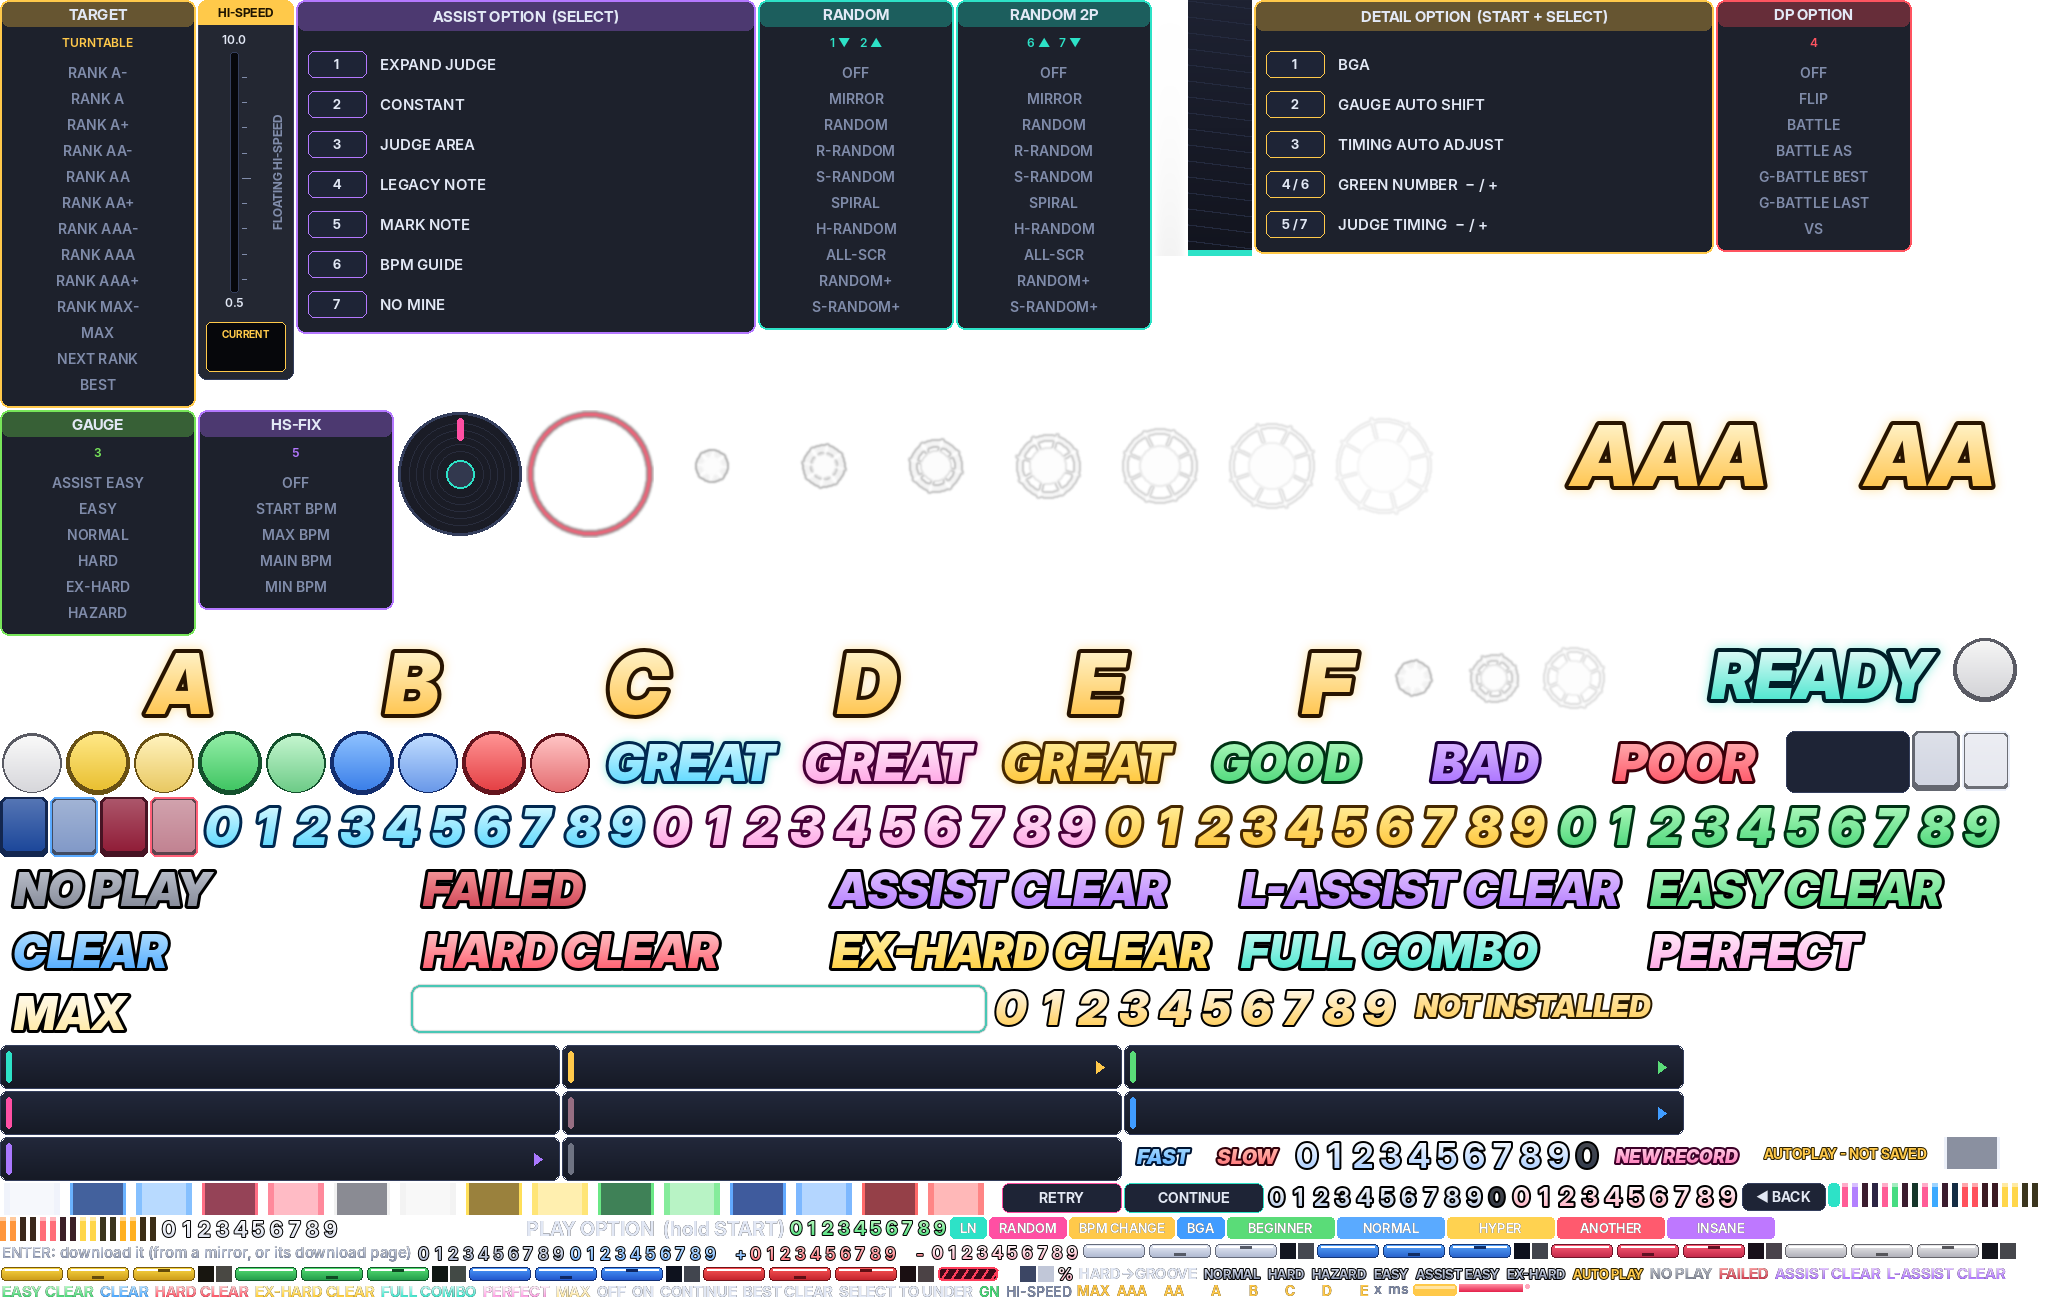 TARGET
TURNTABLE
RANK A-
RANK A
RANK A+
RANK AA-
RANK AA
RANK AA+
RANK AAA-
RANK AAA
RANK AAA+
RANK MAX-
MAX
NEXT RANK
BEST
HI-SPEED
10.0
FLOATING HI-SPEED
0.5
CURRENT
ASSIST OPTION (SELECT)
1 EXPAND JUDGE
2 CONSTANT
3 JUDGE AREA
4 LEGACY NOTE
5 MARK NOTE
6 BPM GUIDE
7 NO MINE
RANDOM
1▼ 2▲
OFF
MIRROR
RANDOM
R-RANDOM
S-RANDOM
SPIRAL
H-RANDOM
ALL-SCR
RANDOM+
S-RANDOM+
RANDOM 2P
6▲ 7▼
OFF
MIRROR
RANDOM
R-RANDOM
S-RANDOM
SPIRAL
H-RANDOM
ALL-SCR
RANDOM+
S-RANDOM+
DETAIL OPTION (START + SELECT)
1 BGA
2 GAUGE AUTO SHIFT
3 TIMING AUTO ADJUST
4/6 GREEN NUMBER − / +
5/7 JUDGE TIMING − / +
DP OPTION
4
OFF
FLIP
BATTLE
BATTLE AS
G-BATTLE BEST
G-BATTLE LAST
VS
GAUGE
3
ASSIST EASY
EASY
NORMAL
HARD
EX-HARD
HAZARD
HS-FIX
5
OFF
START BPM
MAX BPM
MAIN BPM
MIN BPM
AAA AA
A B C D E F READY
GREAT GREAT GREAT GOOD BAD POOR
0123456789 0123456789 0123456789 0123456789
NO PLAY FAILED ASSIST CLEAR L-ASSIST CLEAR EASY CLEAR
CLEAR HARD CLEAR EX-HARD CLEAR FULL COMBO PERFECT
MAX 0123456789 NOT INSTALLED
FAST SLOW 01234567890 NEW RECORD AUTOPLAY - NOT SAVED
RETRY CONTINUE 01234567890 0123456789 ◀ BACK
0123456789 PLAY OPTION (hold START) 0123456789 LN RANDOM BPM CHANGE BGA BEGINNER NORMAL HYPER ANOTHER INSANE
ENTER: download it (from a mirror, or its download page) 0123456789 0123456789 +0123456789 -0123456789
% HARD→GROOVE NORMAL HARD HAZARD EASY ASSIST EASY EX-HARD AUTOPLAY NO PLAY FAILED ASSIST CLEAR L-ASSIST CLEAR
EASY CLEAR CLEAR HARD CLEAR EX-HARD CLEAR FULL COMBO PERFECT MAX OFF ON CONTINUE BEST CLEAR SELECT TO UNDER GN HI-SPEED MAX AAA AA A B C D E x ms